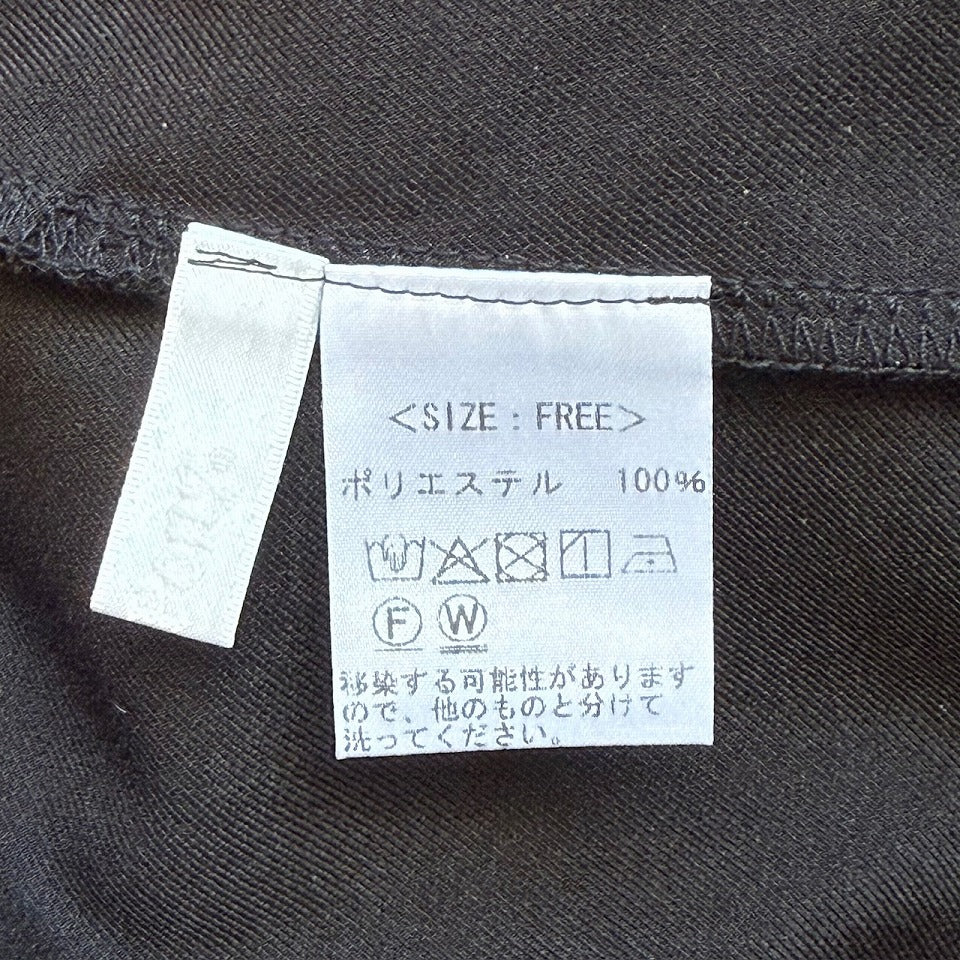 <SIZE : FREE>
ポリエステル 100%
F W
移染する可能性があります
ので、他のものと分けて
洗ってください。